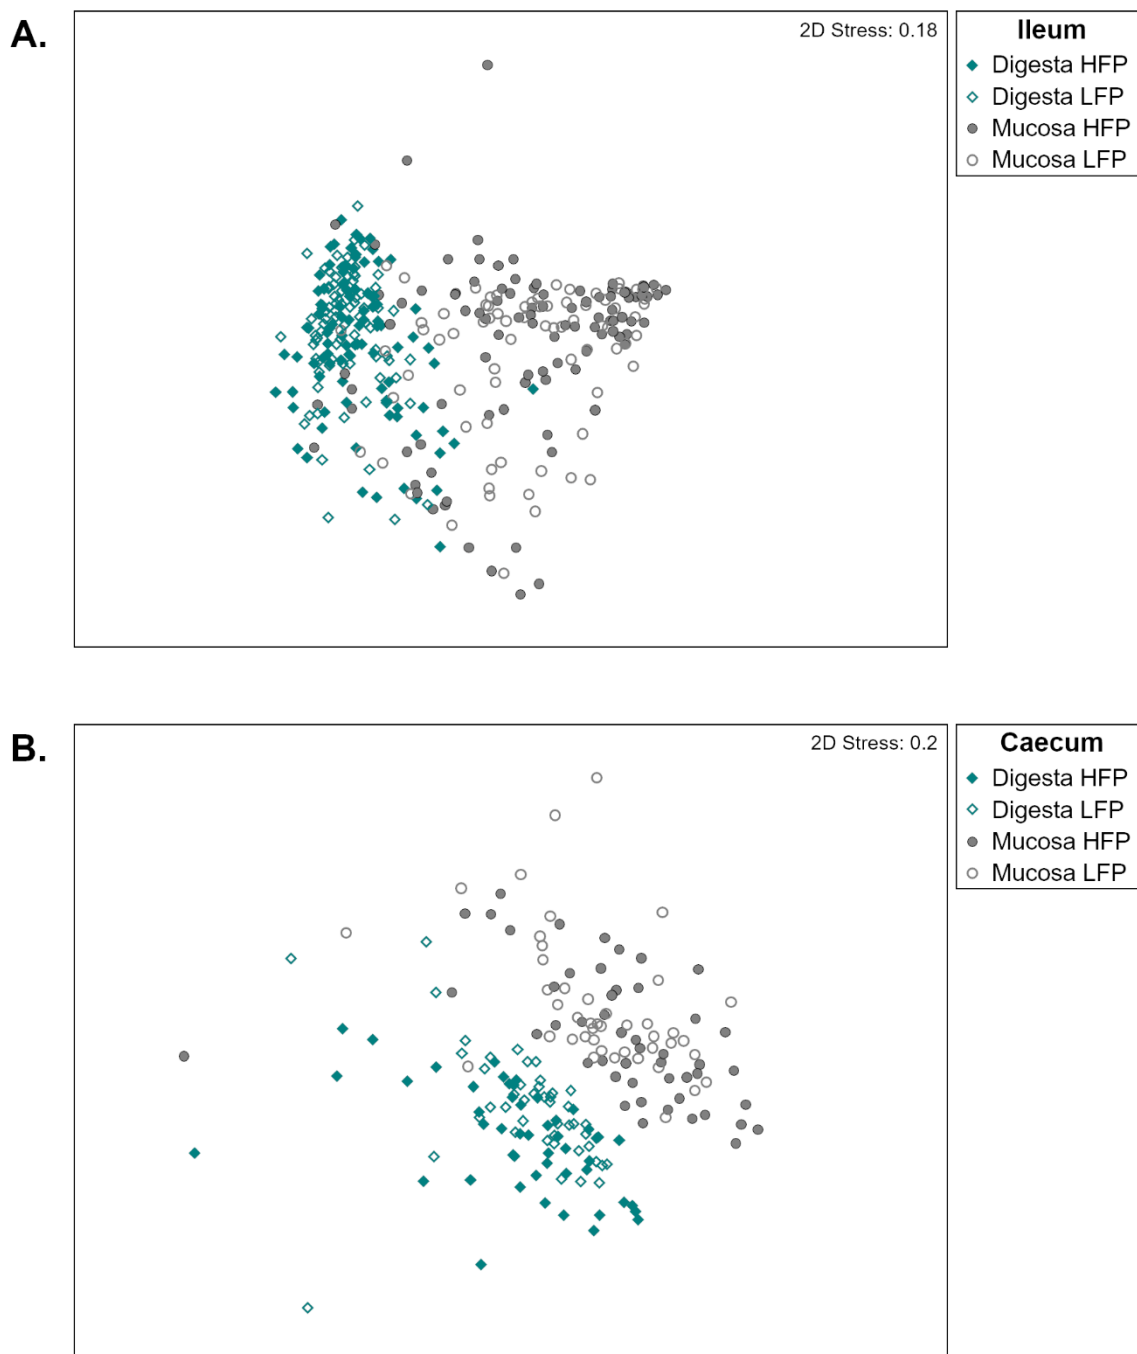 A.
2D Stress: 0.18
Ileum
Digesta HFP
Digesta LFP
Mucosa HFP
Mucosa LFP
B.
2D Stress: 0.2
Caecum
Digesta HFP
Digesta LFP
Mucosa HFP
Mucosa LFP